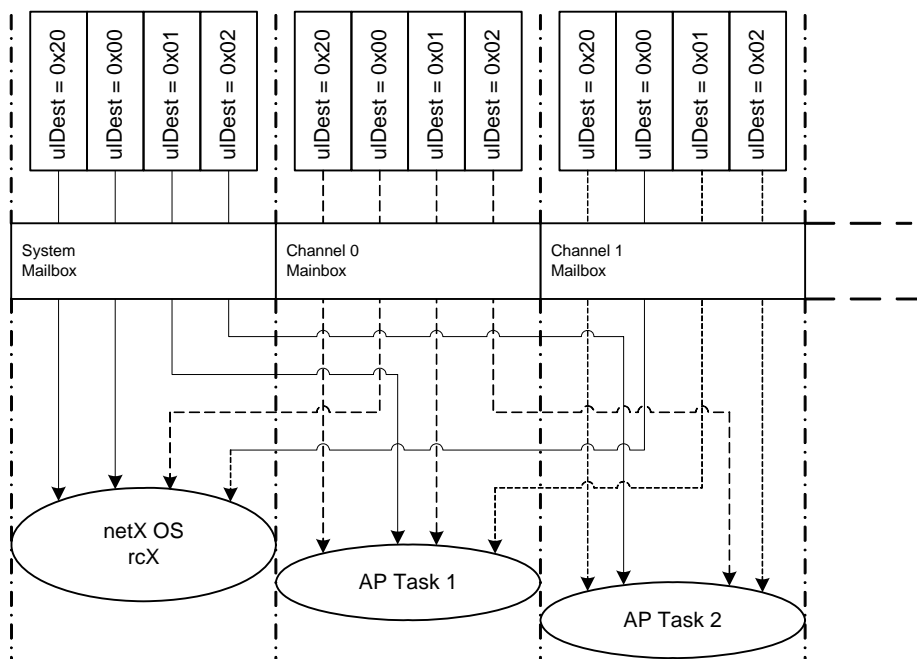 ulDest = 0x20
ulDest = 0x00
ulDest = 0x01
ulDest = 0x02
ulDest = 0x20
ulDest = 0x00
ulDest = 0x01
ulDest = 0x02
ulDest = 0x20
ulDest = 0x00
ulDest = 0x01
ulDest = 0x02
System
Mailbox
Channel 0
Mainbox
Channel 1
Mailbox
netX OS
rcX
AP Task 1
AP Task 2